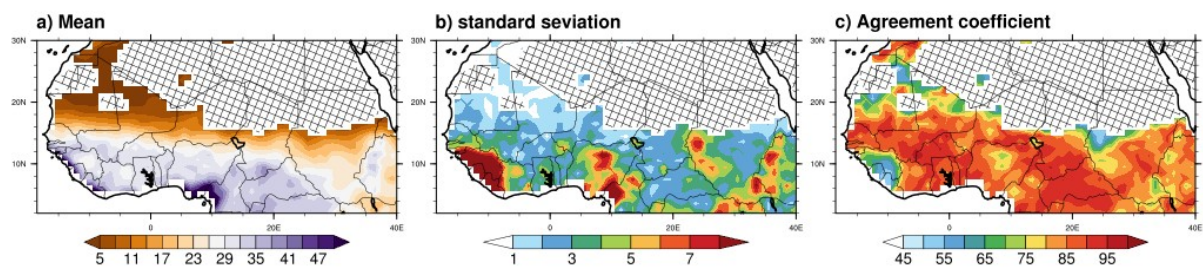 a) Mean
b) standard seviation
c) Agreement coefficient
30N
20N
10N
0
20E
40E
30N
20N
10N
0
20E
40E
30N
20N
10N
0
20E
40E
5 11 17 23 29 35 41 47
1 3 5 7
45 55 65 75 85 95